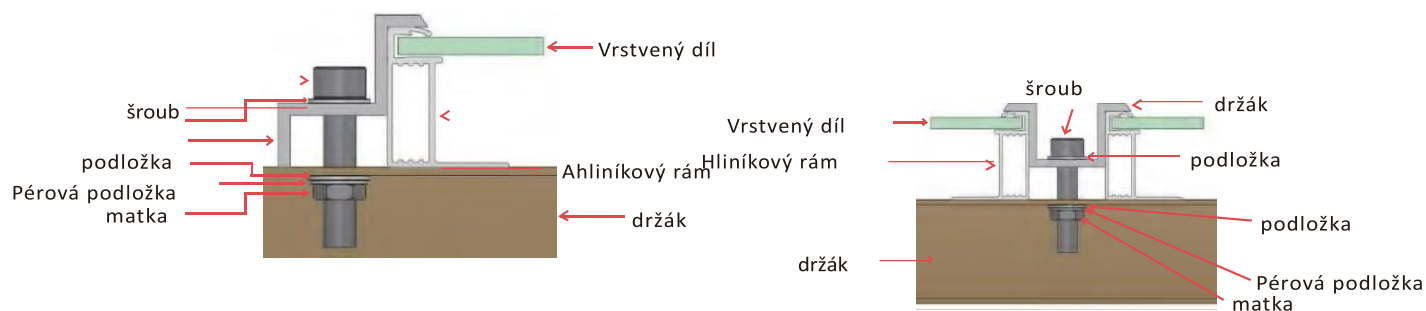 Vrstvený díl
šroub
podložka
Ahliníkový rám
Pérová podložka
matka
držák
šroub
držák
Vrstvený díl
Hliníkový rám
podložka
podložka
držák
Pérová podložka
matka